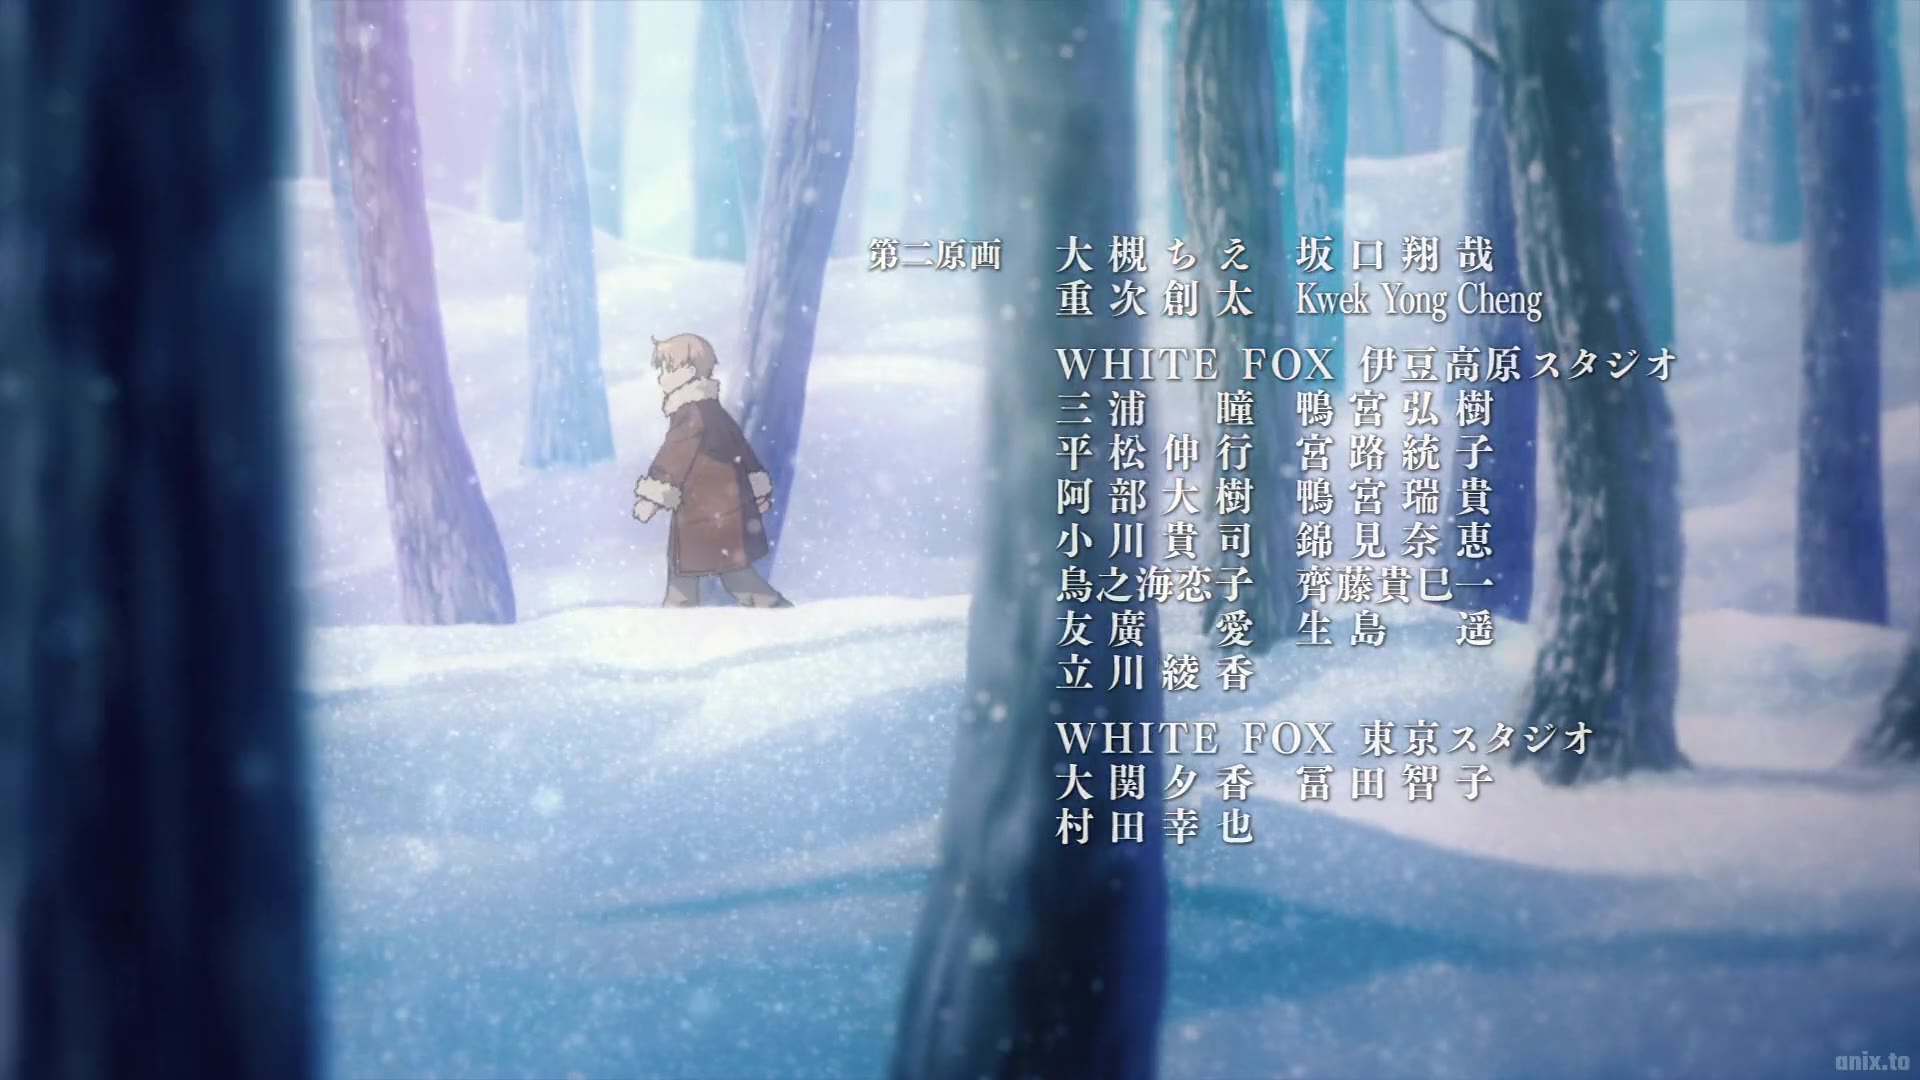 第二原画 大槻ちえ 坂口翔哉
重次創太 Kwek Yong Cheng
WHITE FOX 伊豆高原スタジオ
三浦 瞳 鴨宮弘樹
平松伸行 宮路統子
阿部大樹 鴨宮瑞貴
小川貴司 錦見奈恵
鳥之海恋子 齊藤貴巳一
友廣 愛 生島 遥
立川綾香
WHITE FOX 東京スタジオ
大関夕香 冨田智子
村田幸也
anix.to